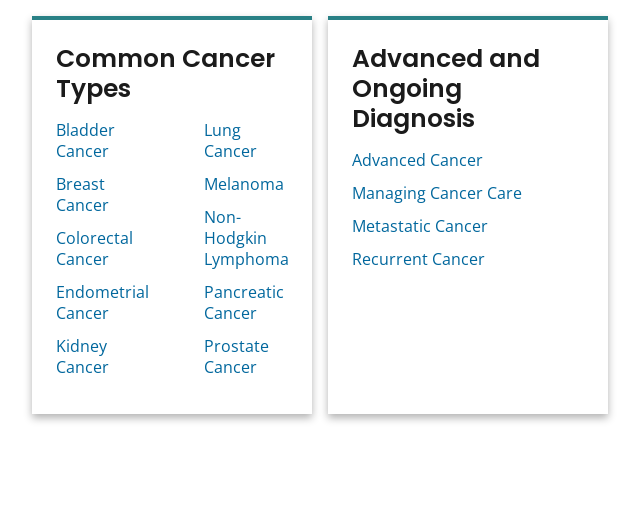 Common Cancer
Types
Bladder
Cancer
Breast
Cancer
Colorectal
Cancer
Endometrial
Cancer
Kidney
Cancer
Lung
Cancer
Melanoma
Non-
Hodgkin
Lymphoma
Pancreatic
Cancer
Prostate
Cancer
Advanced and
Ongoing
Diagnosis
Advanced Cancer
Managing Cancer Care
Metastatic Cancer
Recurrent Cancer